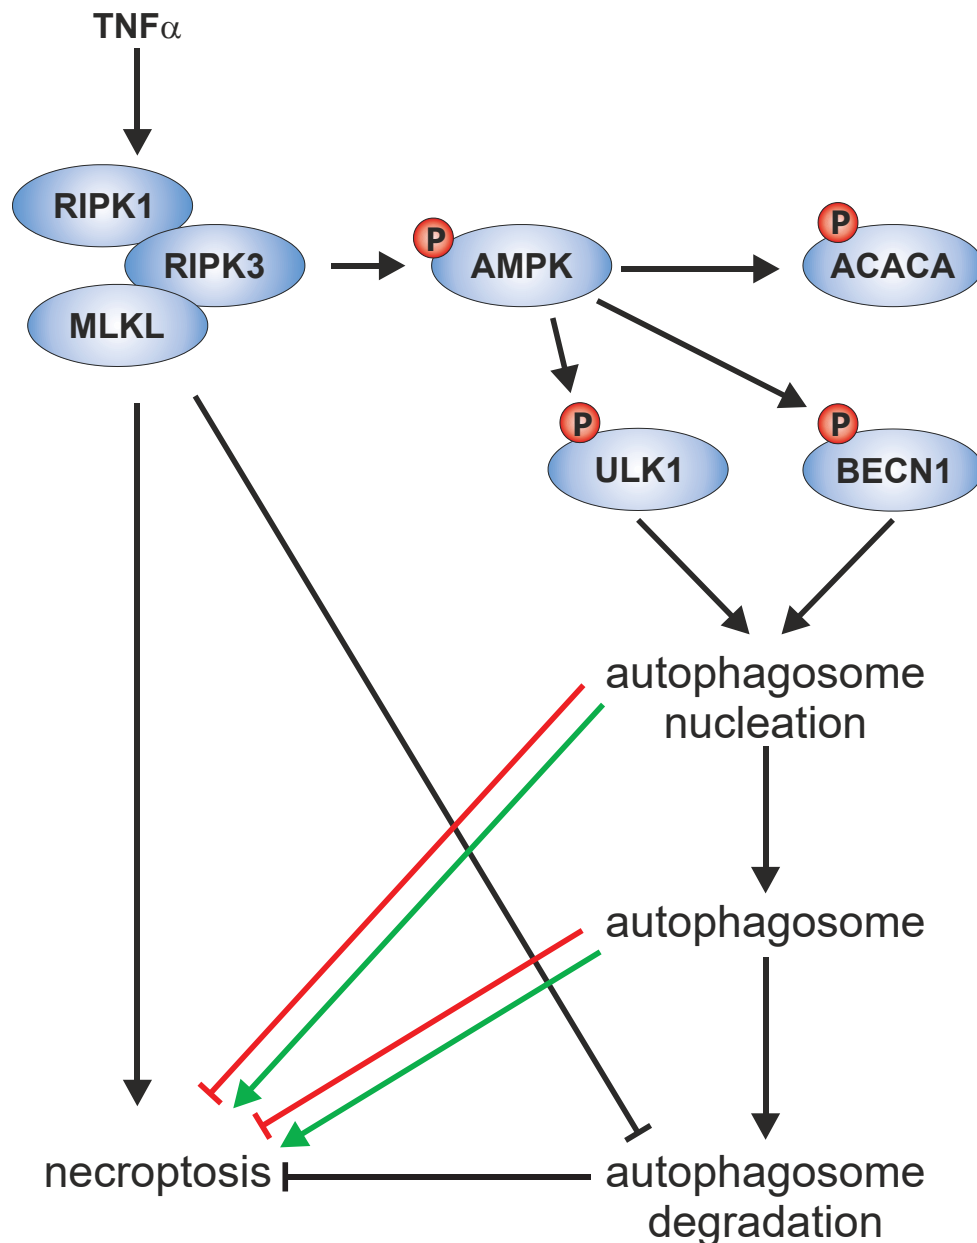 TNFα
RIPK1
RIPK3
MLKL
P
AMPK
P
ACACA
P
ULK1
P
BECN1
autophagosome
nucleation
autophagosome
necroptosis
autophagosome
degradation